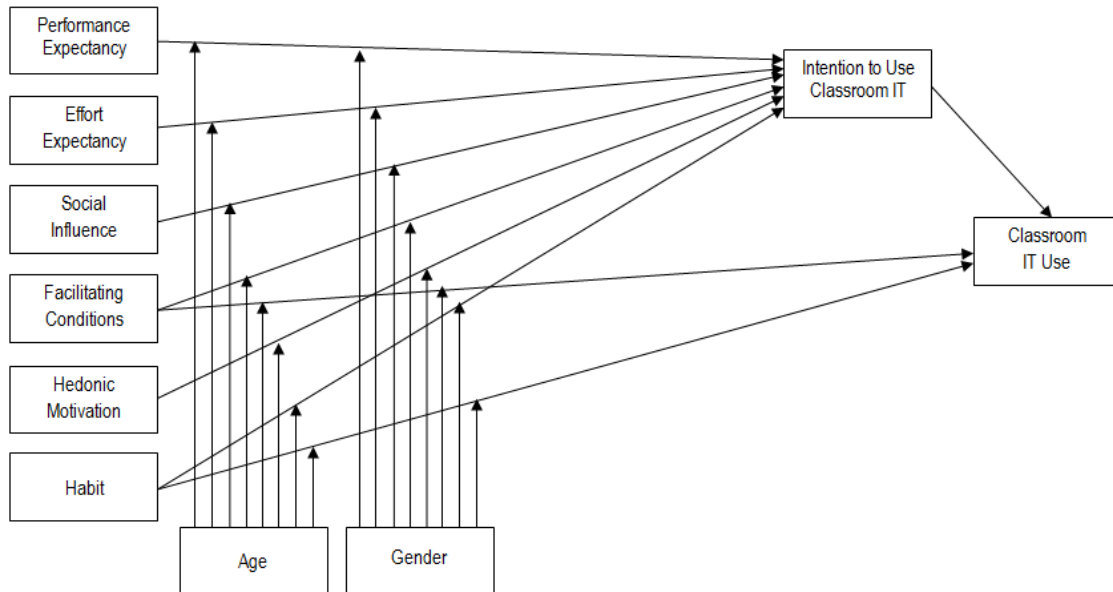 Performance
Expectancy
Effort
Expectancy
Social
Influence
Facilitating
Conditions
Hedonic
Motivation
Habit
Age
Gender
Intention to Use
Classroom IT
Classroom
IT Use